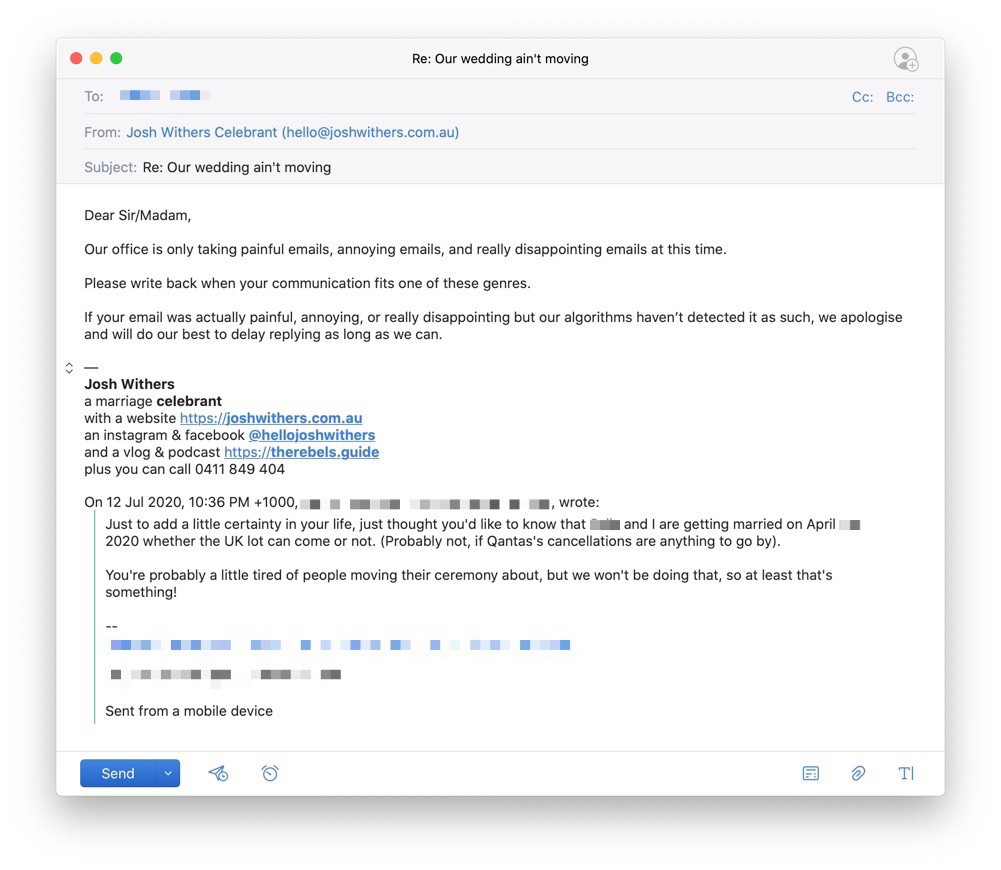 Re: Our wedding ain't moving
To:
Cc: Bcc:
From: Josh Withers Celebrant (hello@joshwithers.com.au)
Subject: Re: Our wedding ain't moving
Dear Sir/Madam,
Our office is only taking painful emails, annoying emails, and really disappointing emails at this time.
Please write back when your communication fits one of these genres.
If your email was actually painful, annoying, or really disappointing but our algorithms haven’t detected it as such, we apologise
and will do our best to delay replying as long as we can.
—
Josh Withers
a marriage celebrant
with a website https://joshwithers.com.au
an instagram & facebook @hellojoshwithers
and a vlog & podcast https://therebels.guide
plus you can call 0411 849 404
On 12 Jul 2020, 10:36 PM +1000, , wrote:
Just to add a little certainty in your life, just thought you'd like to know that and I are getting married on April
2020 whether the UK lot can come or not. (Probably not, if Qantas's cancellations are anything to go by).
You're probably a little tired of people moving their ceremony about, but we won't be doing that, so at least that's
something!
--
Sent from a mobile device
Send
T